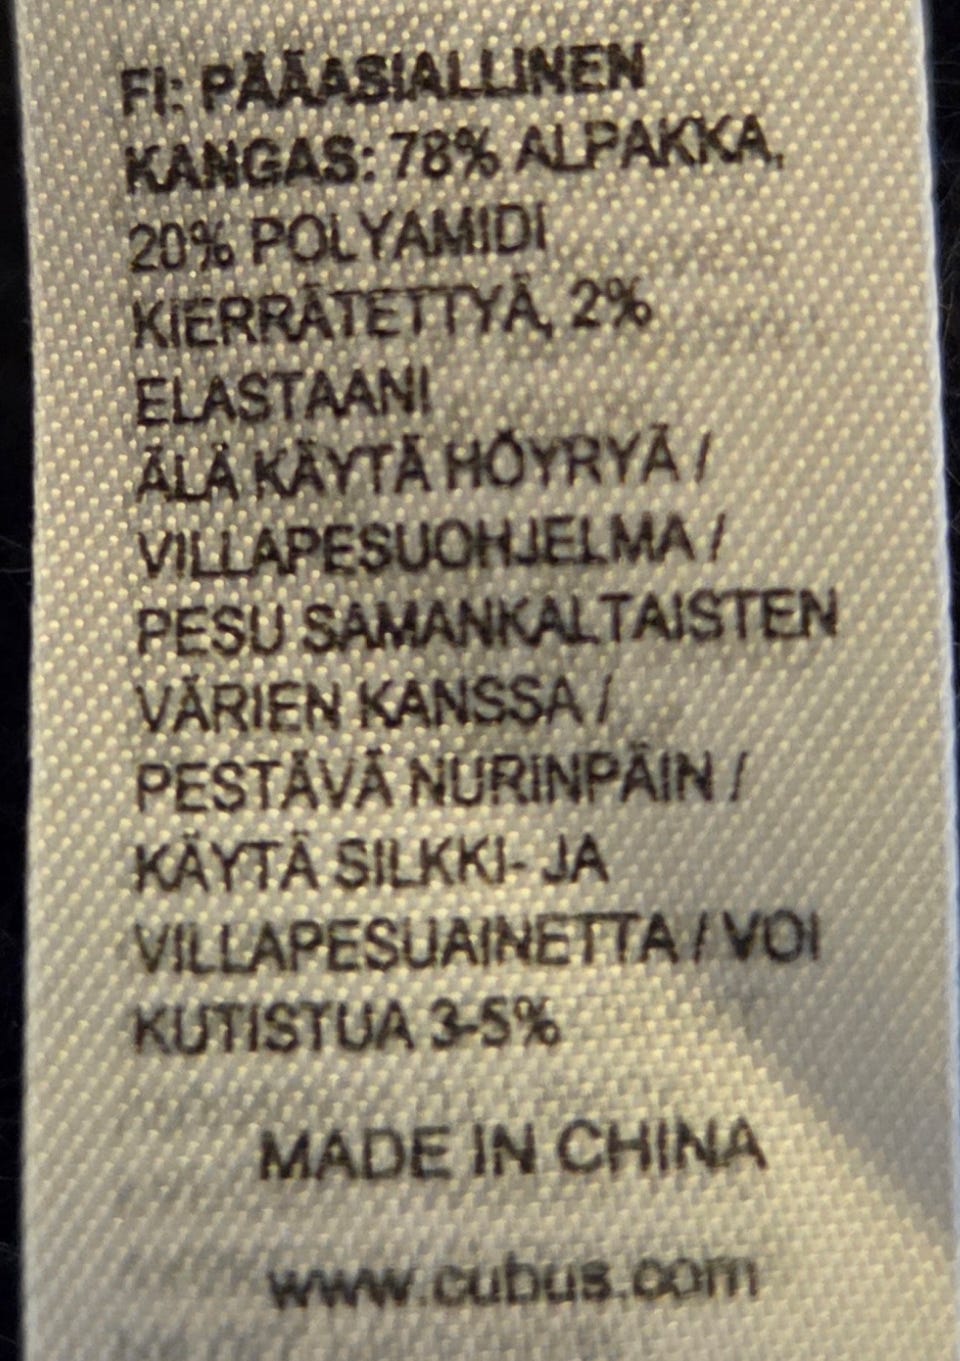 FI: PÄÄASIALLINEN
KANGAS: 78% ALPAKKA,
20% POLYAMIDI
KIERRÄTETTYÄ, 2%
ELASTAANI
ÄLÄ KÄYTÄ HÖYRYÄ /
VILLAPESUOHJELMA /
PESU SAMANKALTAISTEN
VÄRIEN KANSSA /
PESTÄVÄ NURINPÄIN /
KÄYTÄ SILKKI- JA
VILLAPESUAINETTA / VOI
KUTISTUA 3-5%
MADE IN CHINA
www.cubus.com